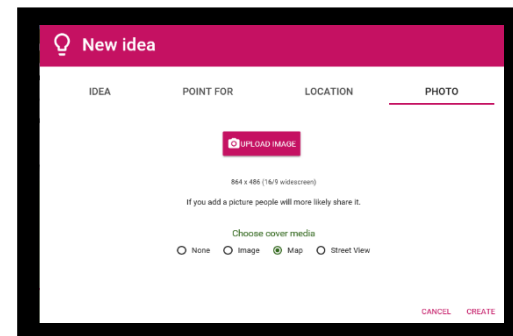 New idea
IDEA POINT FOR LOCATION PHOTO
UPLOAD IMAGE
864 x 486 (16/9 widescreen)
If you add a picture people will more likely share it.
Choose cover media
None Image Map Street View
CANCEL CREATE